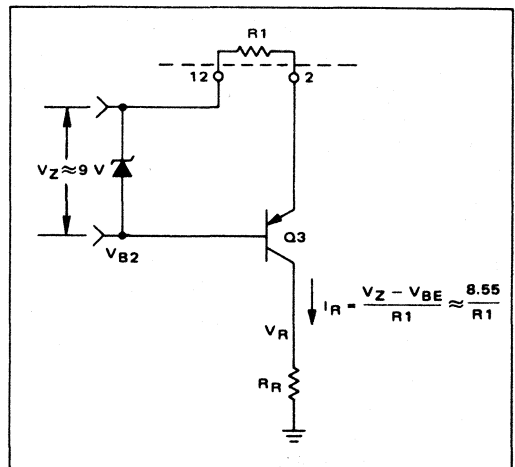 R1
12
2
VZ≈9 V
VB2
Q3
IR = VZ − VBE / R1 ≈ 8.55 / R1
VR
RR